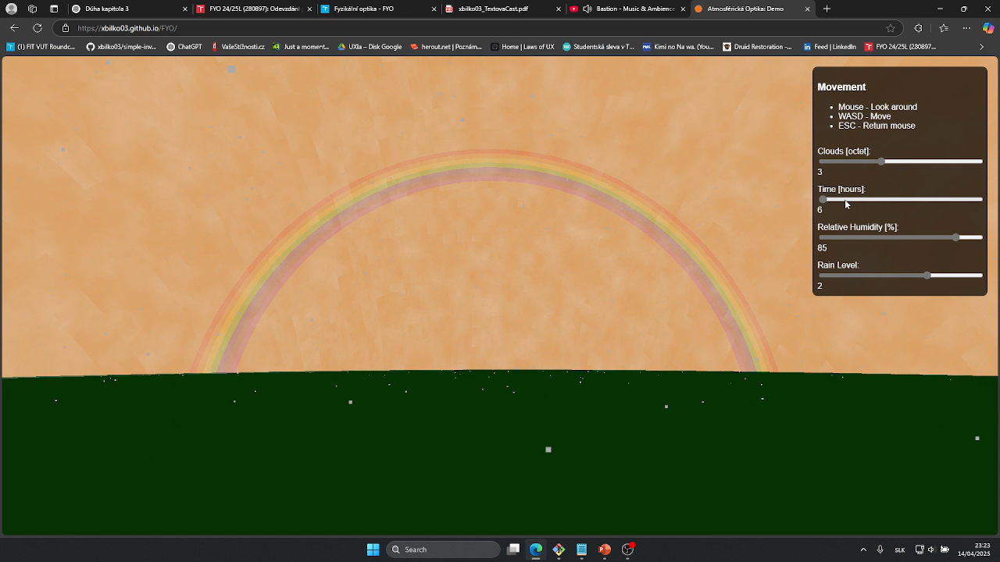 Důha kapitola 3
FYO 24/25L (280897): Odevzdání
Fyzikální optika - FYO
xbilko03_TextovaCast.pdf
Bastion - Music & Ambience
Atmosférická Optika: Demo
https://xbilko03.github.io/FYO/
(1) FIT VUT Roundc...
xbilko03/simple-inv...
ChatGPT
VašeStížnosti.cz
Just a moment...
UXIa – Disk Google
herout.net | Poznám...
Home | Laws of UX
Studentská sleva v T...
Kimi no Na wa. (You...
Druid Restoration -...
Feed | LinkedIn
FYO 24/25L (280897...
Movement
Mouse - Look around
WASD - Move
ESC - Return mouse
Clouds [octet]:
3
Time [hours]:
6
Relative Humidity [%]:
85
Rain Level:
2
Search
SLK
23:23
14/04/2025